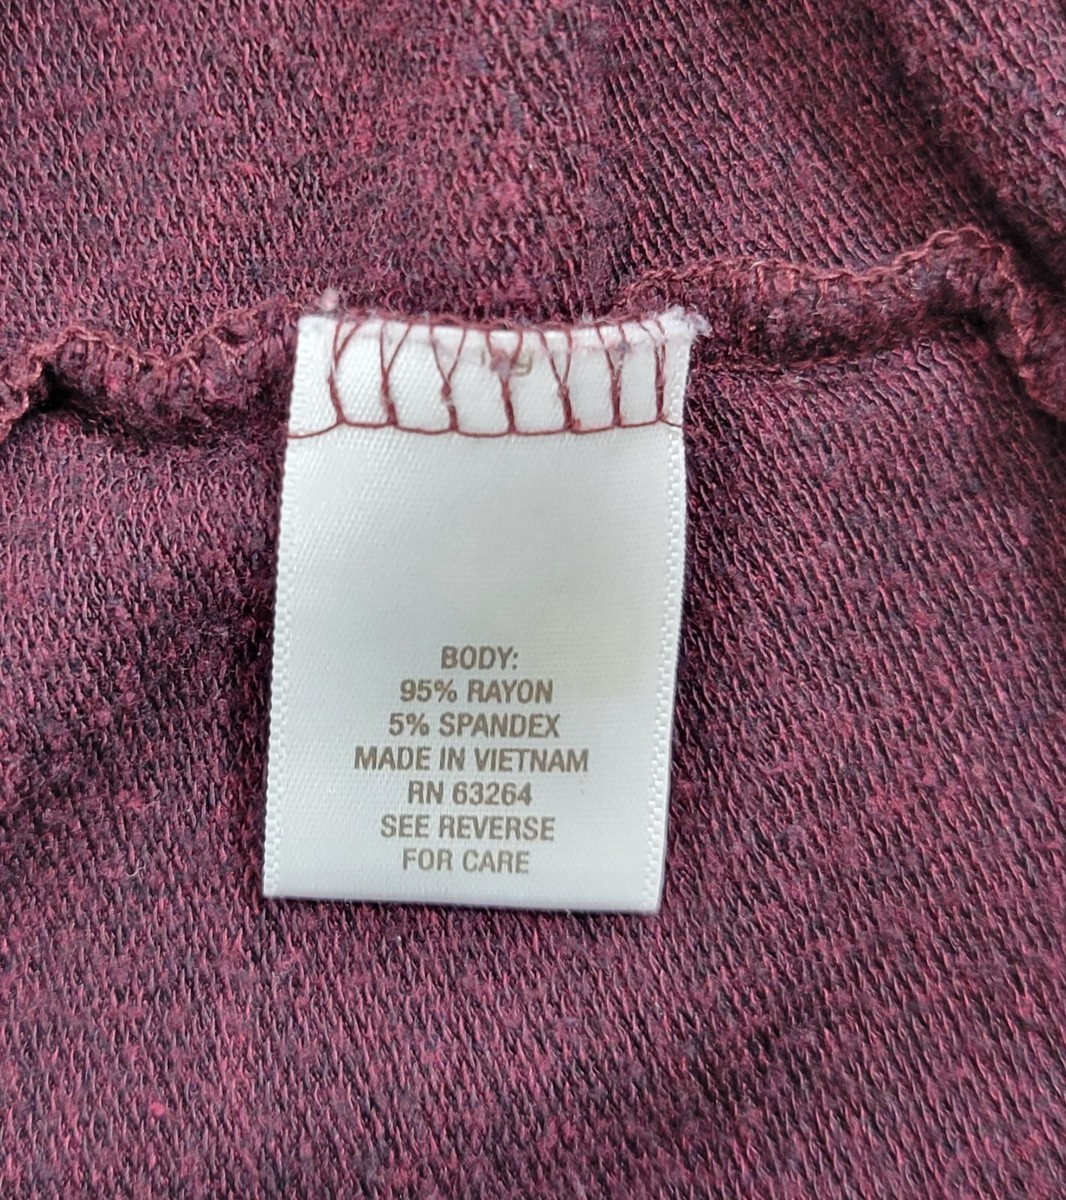 BODY:
95% RAYON
5% SPANDEX
MADE IN VIETNAM
RN 63264
SEE REVERSE
FOR CARE